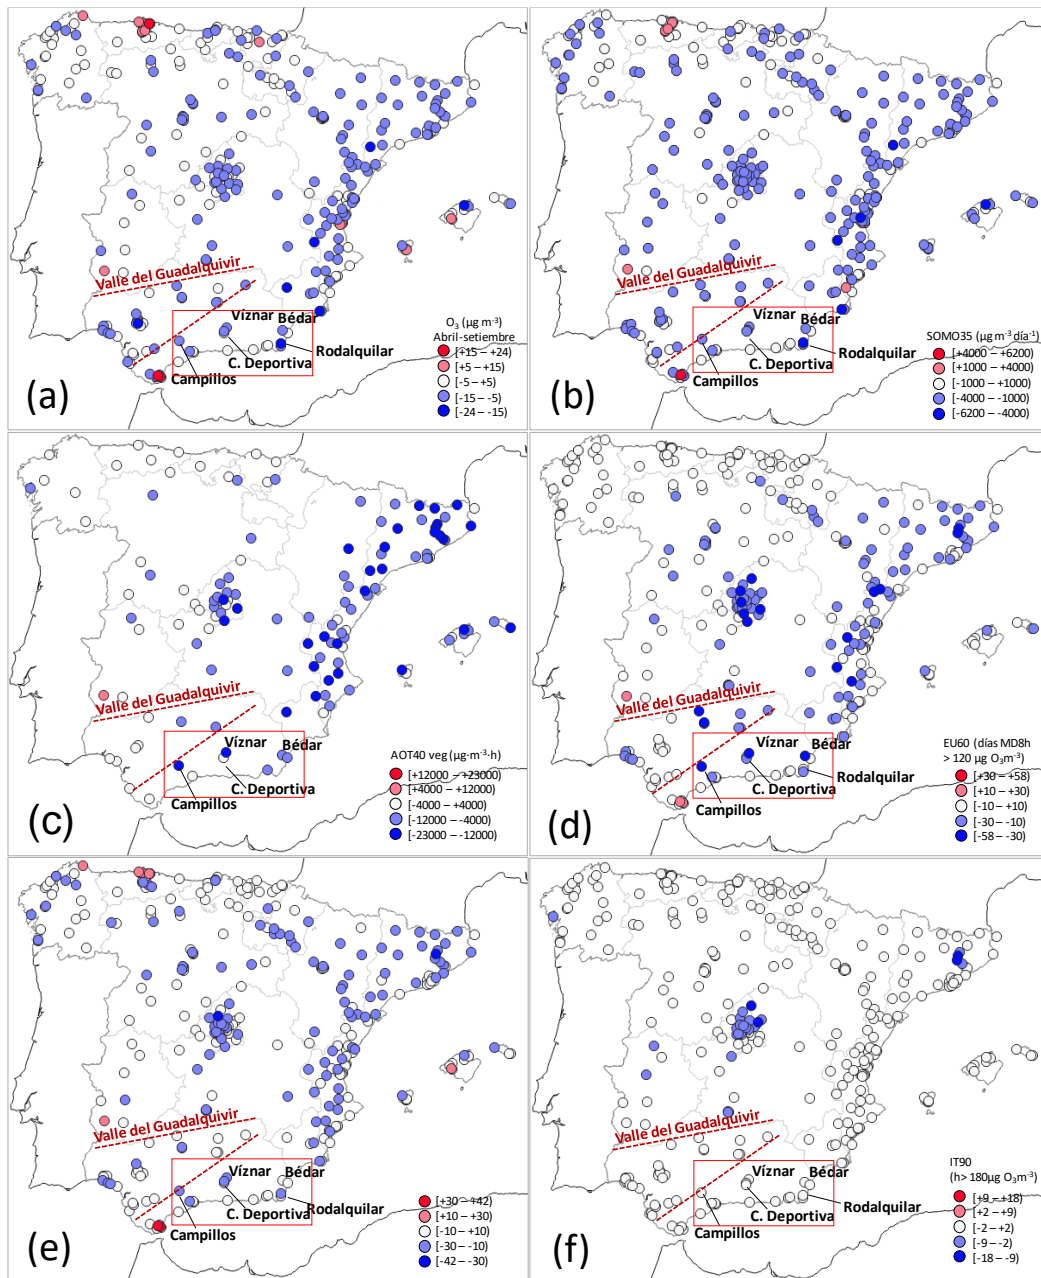 Valle del Guadalquivir
Víznar
Bédar
Rodalquilar
C. Deportiva
Campillos
(a)
O₃ (µg m⁻³)
Abril-setiembre
[+15 – +24)
[+5 – +15)
[-5 – +5)
[-15 – -5)
[-24 – -15)
Valle del Guadalquivir
Víznar
Bédar
Rodalquilar
C. Deportiva
Campillos
(b)
SOMO35 (µg m⁻³ día⁻¹)
[+4000 – +6200)
[+1000 – +4000)
[-1000 – +1000)
[-4000 – -1000)
[-6200 – -4000)
Valle del Guadalquivir
Víznar
Bédar
C. Deportiva
Campillos
(c)
AOT40 veg (µg·m⁻³·h)
[+12000 – +23000)
[+4000 – +12000)
[-4000 – +4000)
[-12000 – -4000)
[-23000 – -12000)
Valle del Guadalquivir
Víznar
Bédar
Rodalquilar
C. Deportiva
Campillos
(d)
EU60 (días MD8h
> 120 µg O₃m⁻³)
[+30 – +58)
[+10 – +30)
[-10 – +10)
[-30 – -10)
[-58 – -30)
Valle del Guadalquivir
Víznar
Bédar
Rodalquilar
C. Deportiva
Campillos
(e)
[+30 – +42)
[+10 – +30)
[-10 – +10)
[-30 – -10)
[-42 – -30)
Valle del Guadalquivir
Víznar
Bédar
Rodalquilar
C. Deportiva
Campillos
(f)
IT90
(h> 180µg O₃m⁻³)
[+9 – +18)
[+2 – +9)
[-2 – +2)
[-9 – -2)
[-18 – -9)